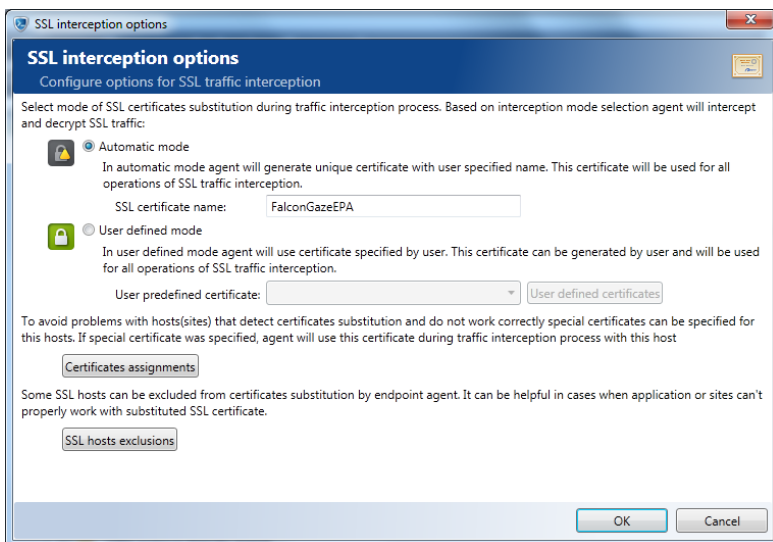 SSL interception options
SSL interception options
Configure options for SSL traffic interception
Select mode of SSL certificates substitution during traffic interception process. Based on interception mode selection agent will intercept
and decrypt SSL traffic:
Automatic mode
In automatic mode agent will generate unique certificate with user specified name. This certificate will be used for all
operations of SSL traffic interception.
SSL certificate name: FalconGazeEPA
User defined mode
In user defined mode agent will use certificate specified by user. This certificate can be generated by user and will be used
for all operations of SSL traffic interception.
User predefined certificate: User defined certificates
To avoid problems with hosts(sites) that detect certificates substitution and do not work correctly special certificates can be specified for
this hosts. If special certificate was specified, agent will use this certificate during traffic interception process with this host
Certificates assignments
Some SSL hosts can be excluded from certificates substitution by endpoint agent. It can be helpful in cases when application or sites can't
properly work with substituted SSL certificate.
SSL hosts exclusions
OK Cancel